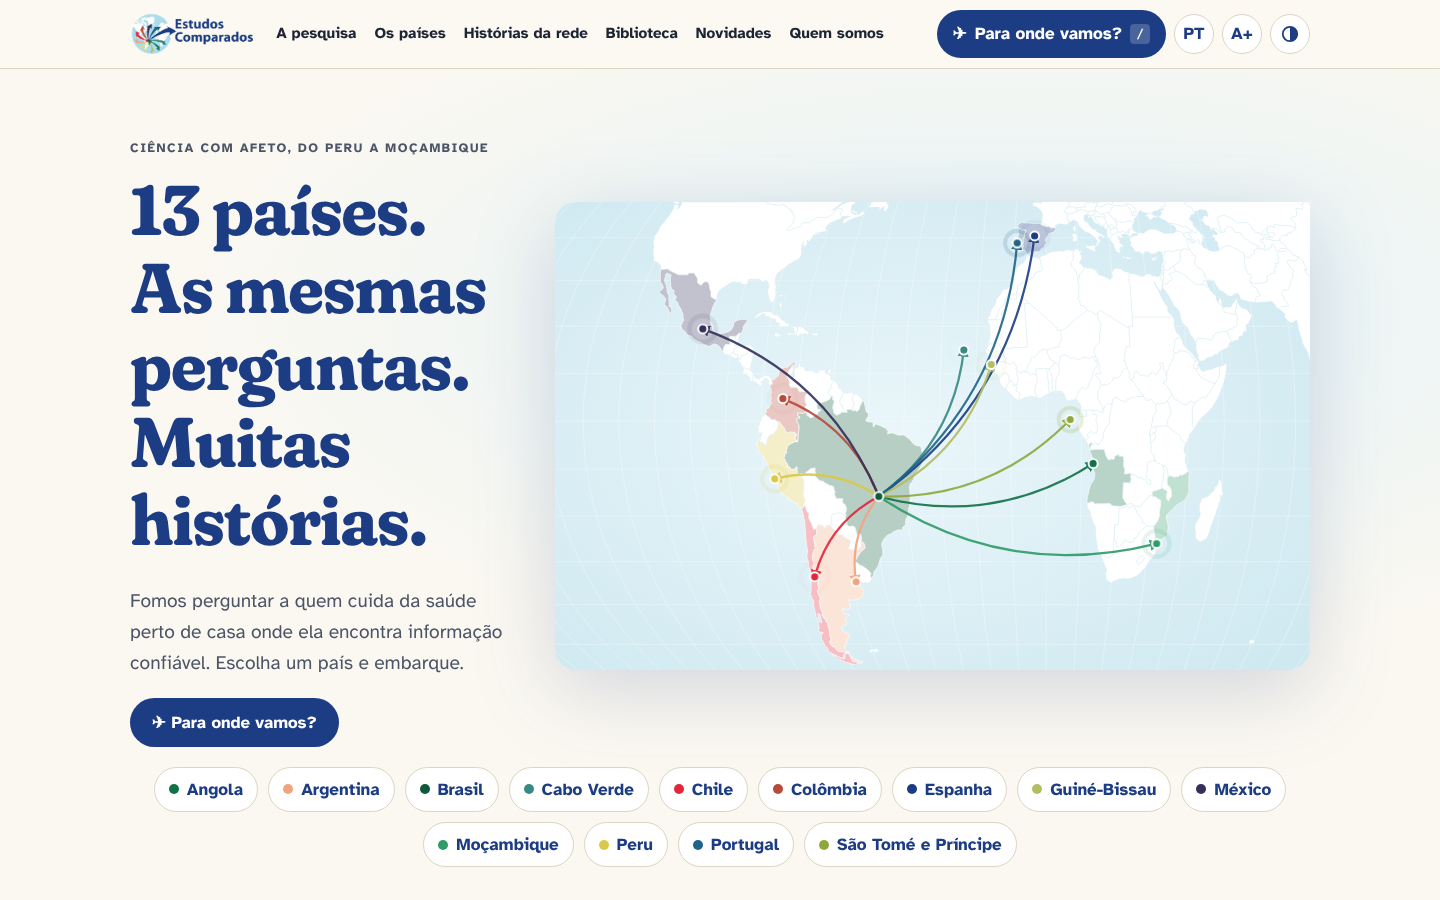 Estudos
Comparados
A pesquisa
Os países
Histórias da rede
Biblioteca
Novidades
Quem somos
✈ Para onde vamos? /
PT
A+
CIÊNCIA COM AFETO, DO PERU A MOÇAMBIQUE
13 países.
As mesmas
perguntas.
Muitas
histórias.
Fomos perguntar a quem cuida da saúde
perto de casa onde ela encontra informação
confiável. Escolha um país e embarque.
✈ Para onde vamos?
Angola
Argentina
Brasil
Cabo Verde
Chile
Colômbia
Espanha
Guiné-Bissau
México
Moçambique
Peru
Portugal
São Tomé e Príncipe